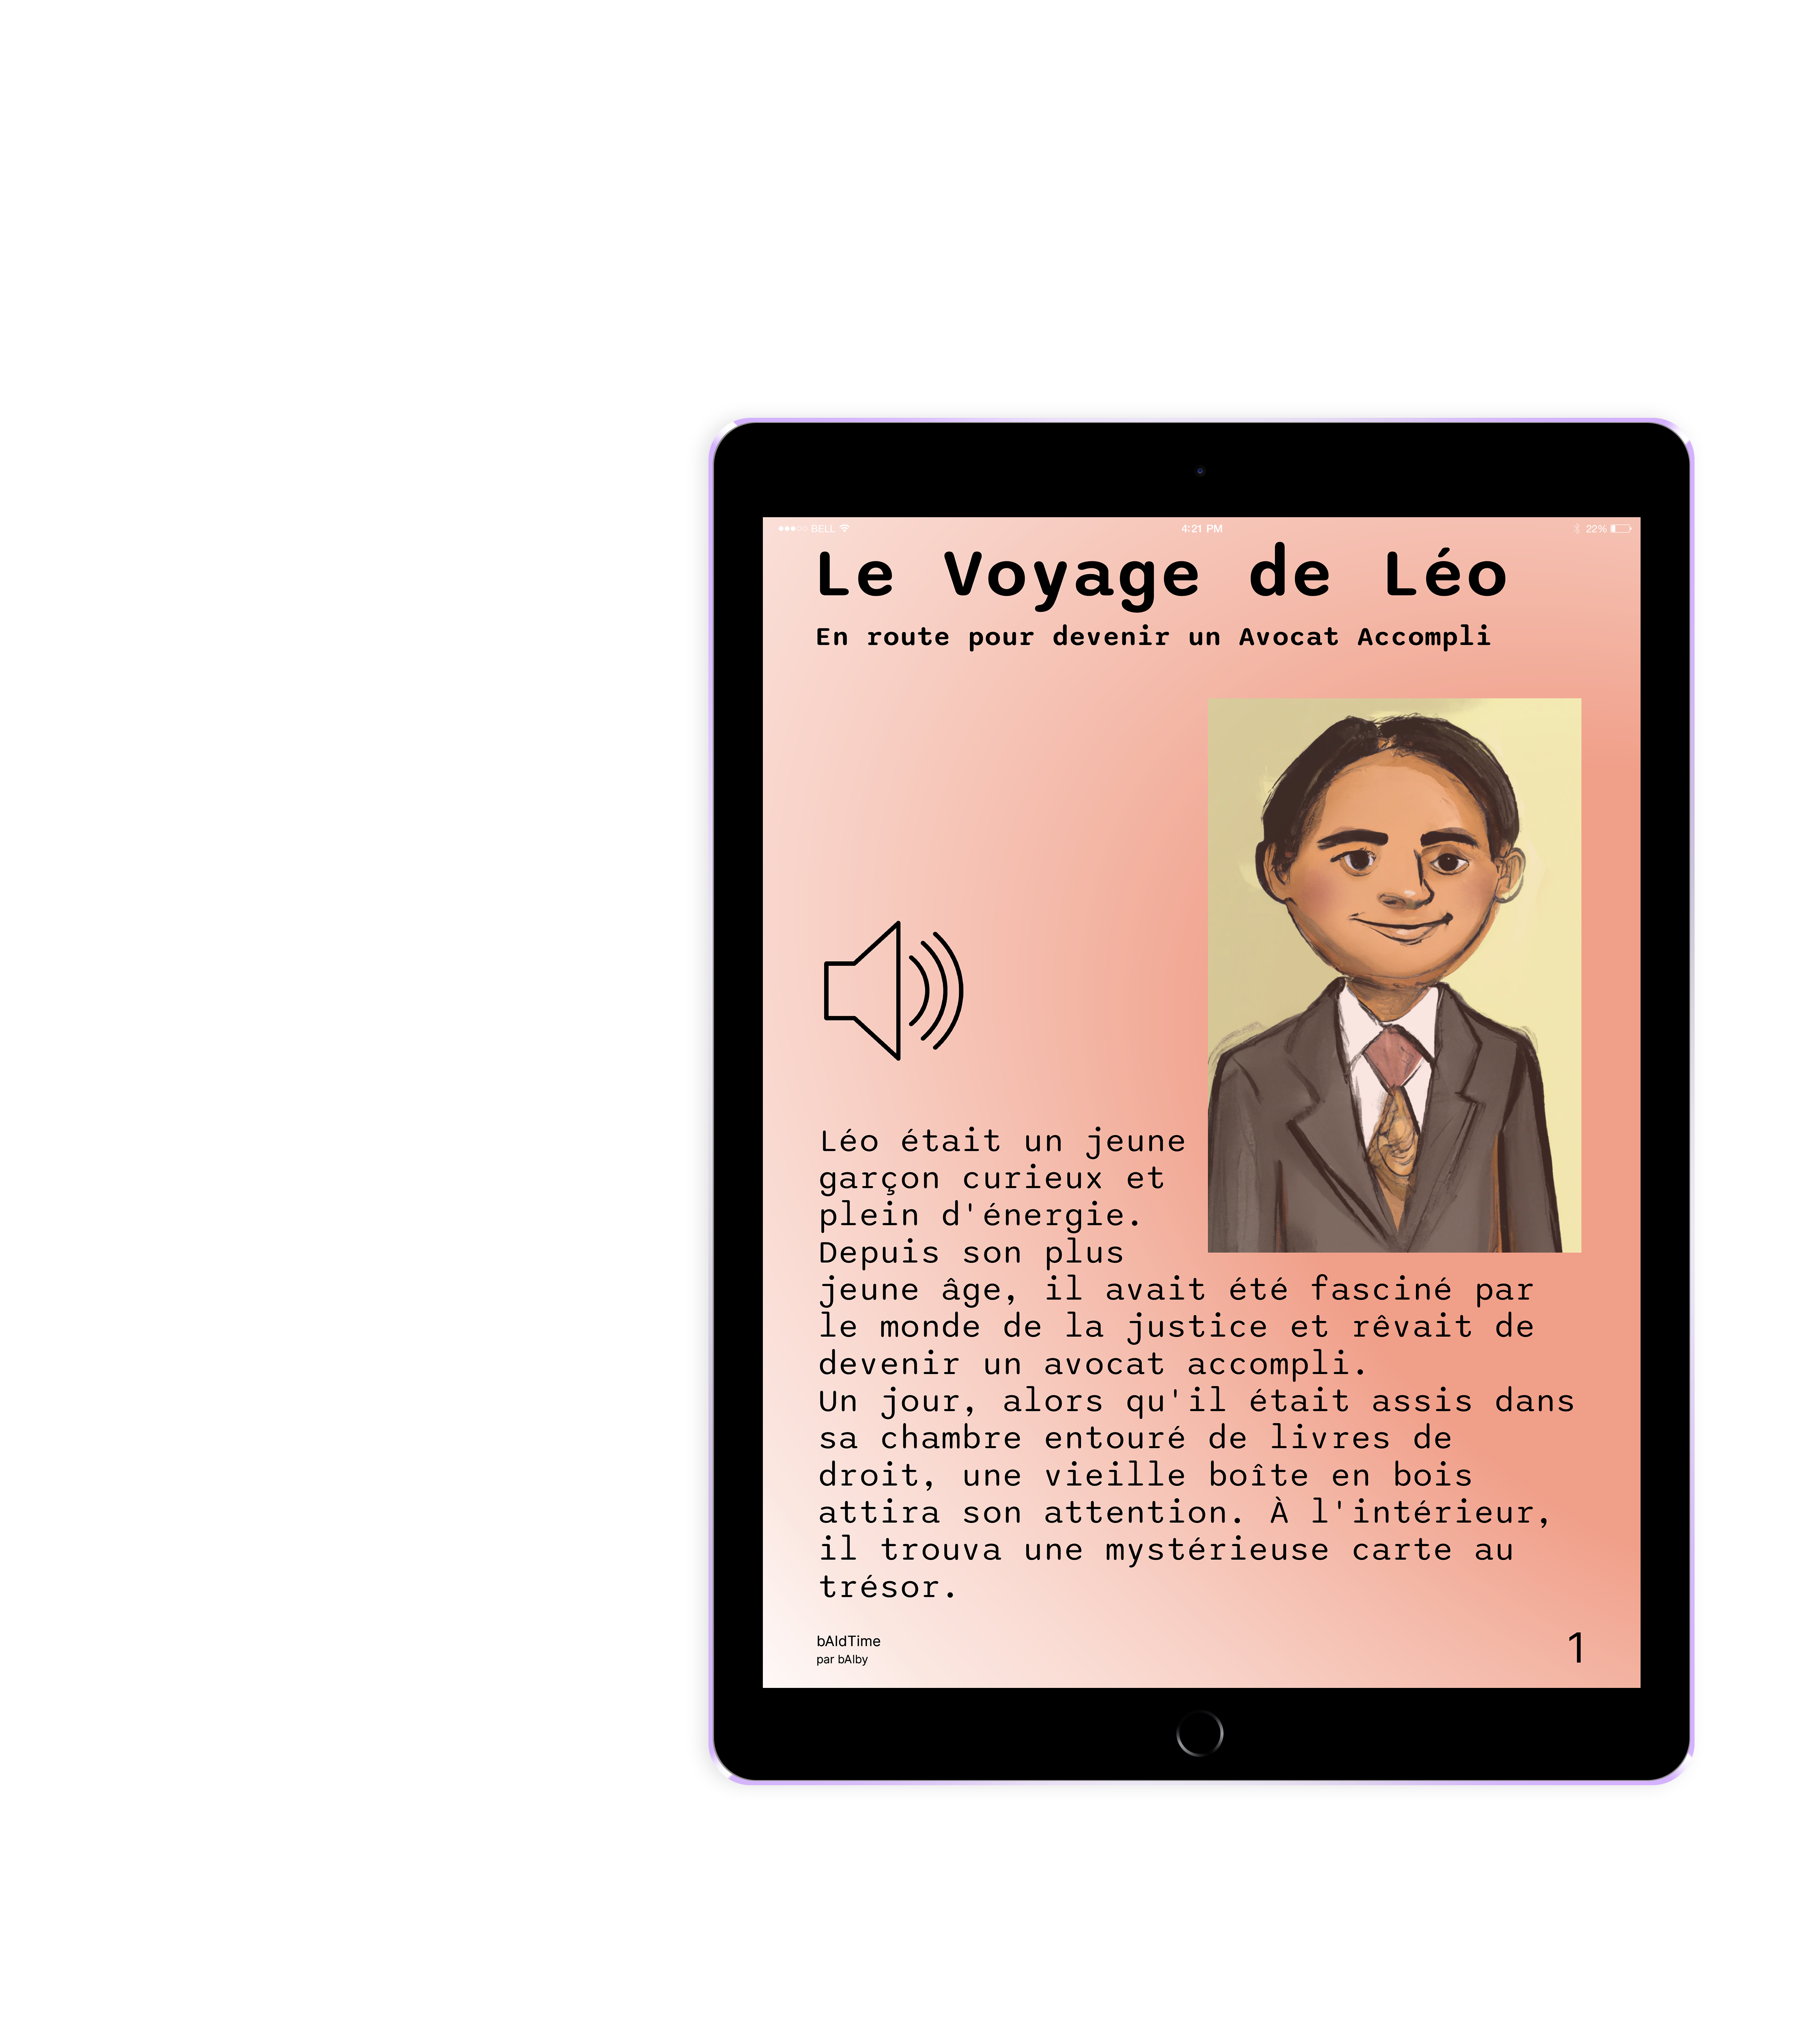 BELL 4:21 PM 22%
Le Voyage de Léo
En route pour devenir un Avocat Accompli
Léo était un jeune
garçon curieux et
plein d'énergie.
Depuis son plus
jeune âge, il avait été fasciné par
le monde de la justice et rêvait de
devenir un avocat accompli.
Un jour, alors qu'il était assis dans
sa chambre entouré de livres de
droit, une vieille boîte en bois
attira son attention. À l'intérieur,
il trouva une mystérieuse carte au
trésor.
bAIdTime
par bAIby
1